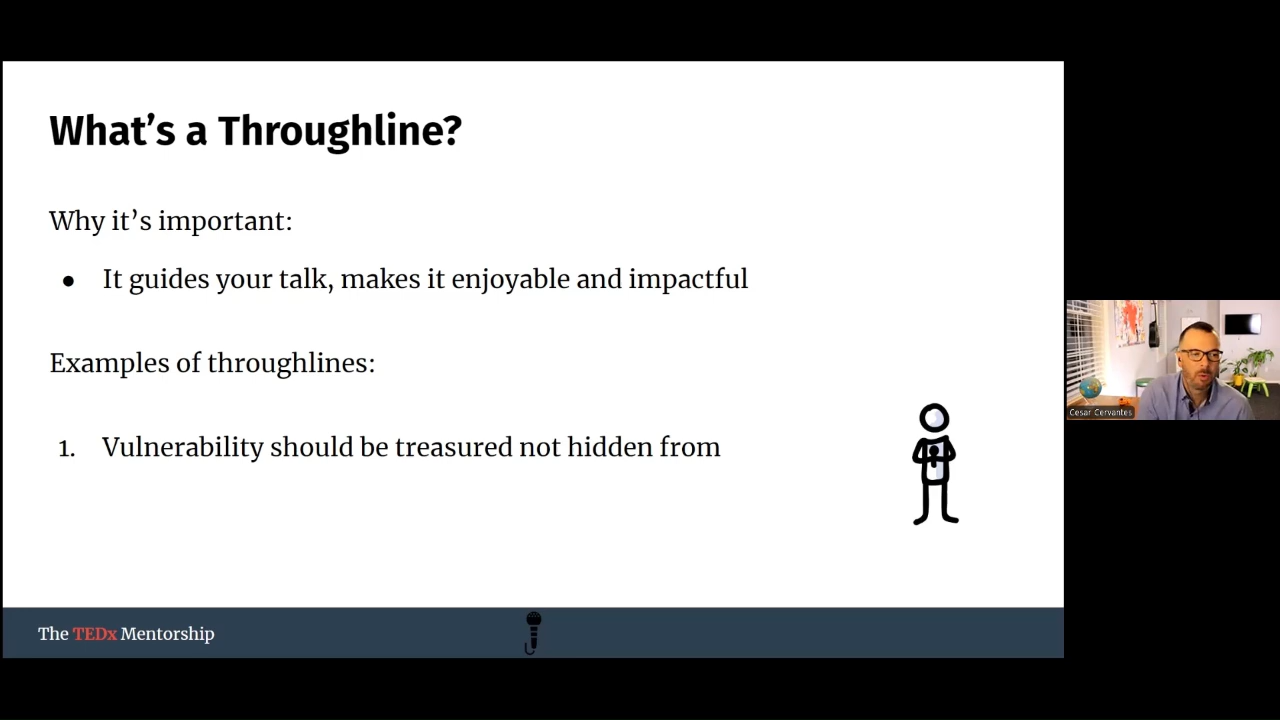 What’s a Throughline?
Why it’s important:
● It guides your talk, makes it enjoyable and impactful
Examples of throughlines:
1. Vulnerability should be treasured not hidden from
Cesar Cervantes
The TEDx Mentorship